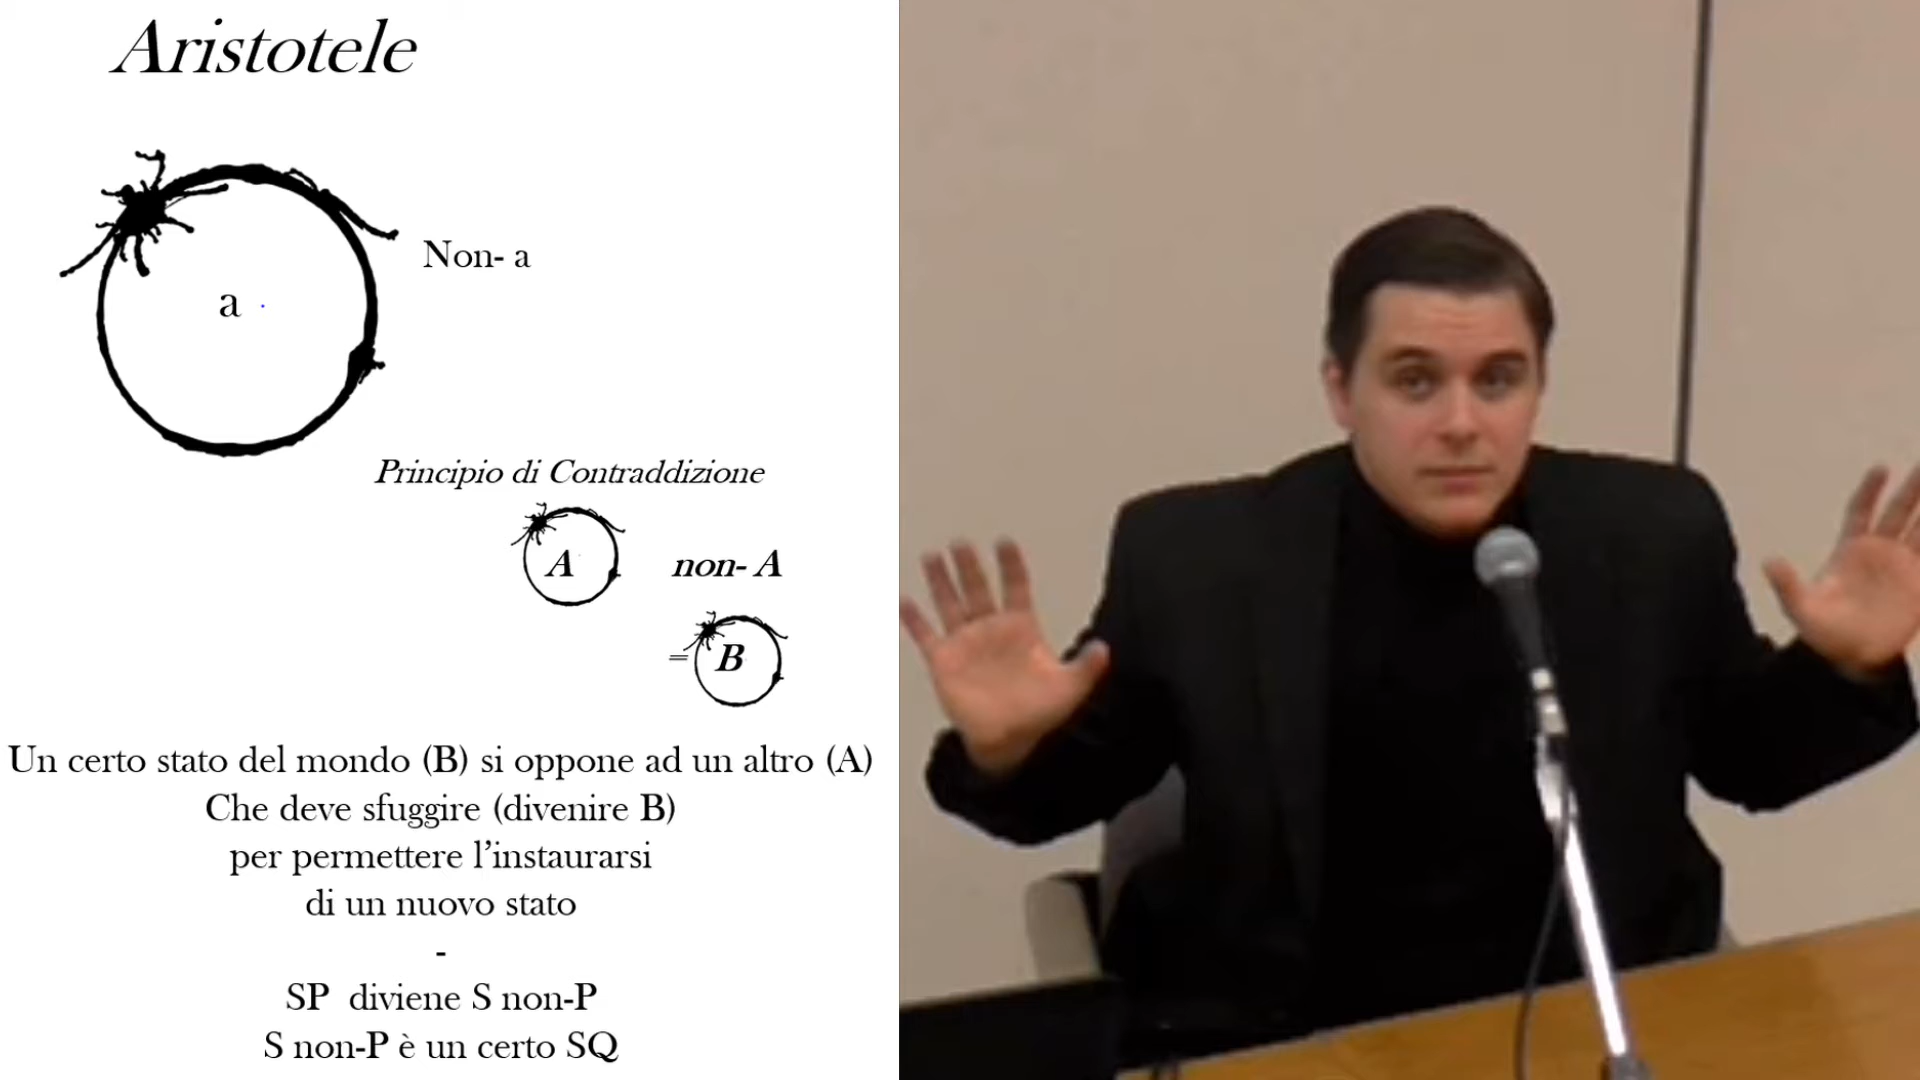 Aristotele
Non- a
a
Principio di Contraddizione
A
non- A
= B
Un certo stato del mondo (B) si oppone ad un altro (A)
Che deve sfuggire (divenire B)
per permettere l’instaurarsi
di un nuovo stato
-
SP diviene S non-P
S non-P è un certo SQ